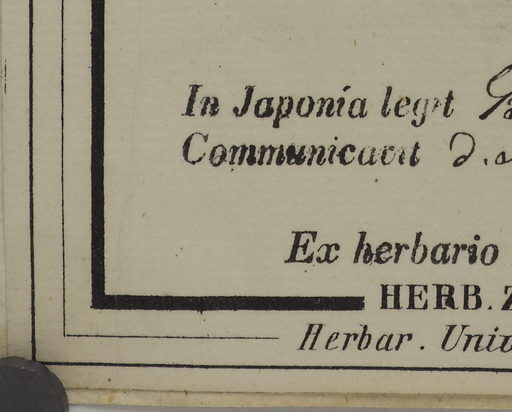 In Japonia legit
Communicavit d.
Ex herbario
HERB. Z
Herbar. Univ